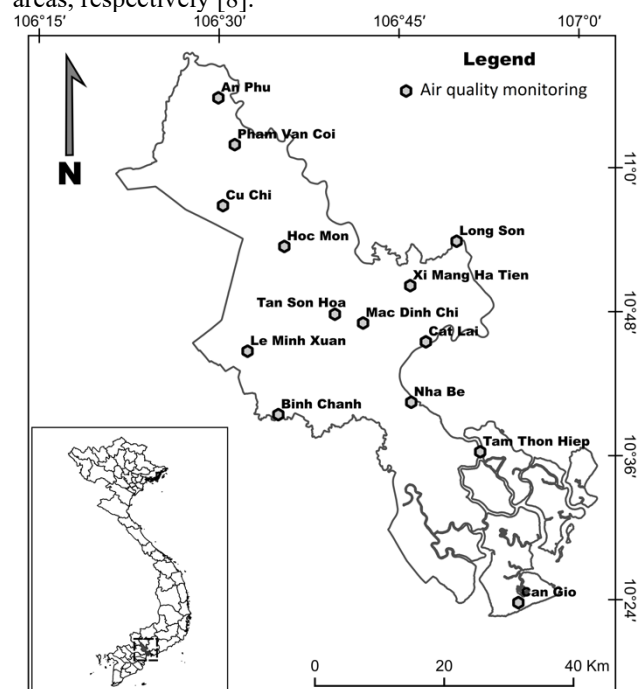 areas, respectively [8].
106°15' 106°30' 106°45' 107°0'
Legend
Air quality monitoring
An Phu
Pham Van Coi
N
11°0'
Cu Chi
Hoc Mon
Long Son
Xi Mang Ha Tien
Tan Son Hoa
Mac Dinh Chi
10°48'
Cat Lai
Le Minh Xuan
Nha Be
Binh Chanh
Tam Thon Hiep
10°36'
Can Gio
10°24'
0 20 40 Km